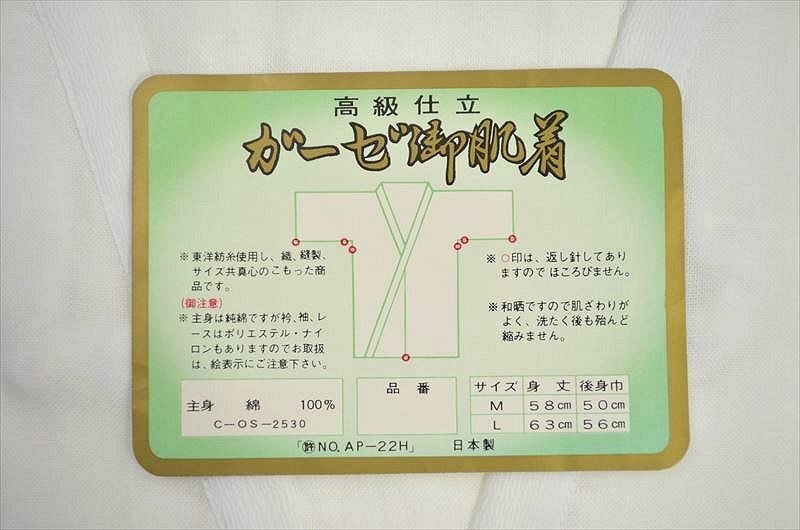 高級仕立
ガーゼ御肌着
※東洋紡糸使用し、織、縫製、
サイズ共真心のこもった商
品です。
(御注意)
※主身は純綿ですが衿、袖、レ
ースはポリエステル・ナイ
ロンもありますのでお取扱
は、絵表示にご注意下さい。
※○印は、返し針してあり
ますのでほころびません。
※和晒ですので肌ざわりが
よく、洗たく後も殆んど
縮みません。
主身 綿 100%
C-OS-2530
品番
サイズ 身丈 後身巾
M 58cm 50cm
L 63cm 56cm
「㊕NO. AP-22H」 日本製